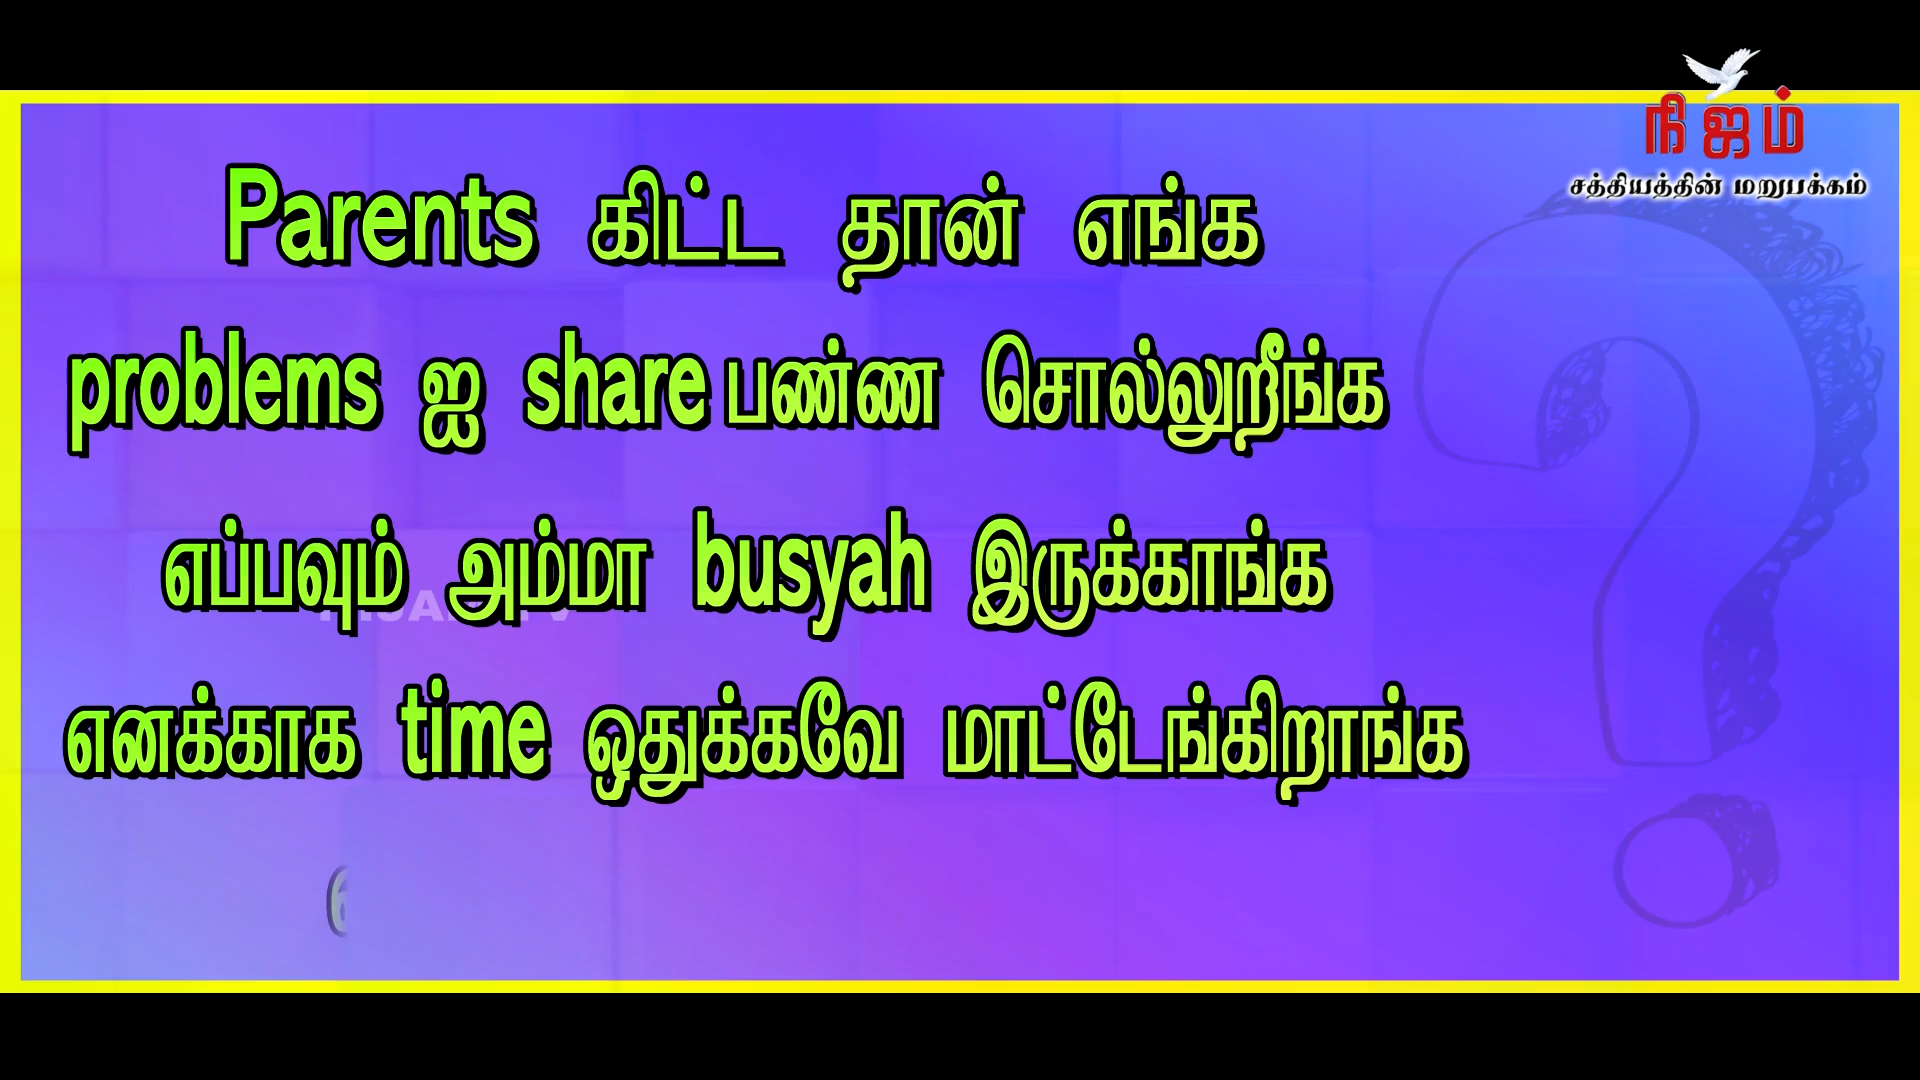 நிஜம்
சத்தியத்தின் மறுபக்கம்
Parents கிட்ட தான் எங்க
problems ஐ share பண்ண சொல்லுறீங்க
எப்பவும் அம்மா busyah இருக்காங்க
எனக்காக time ஒதுக்கவே மாட்டேங்கிறாங்க